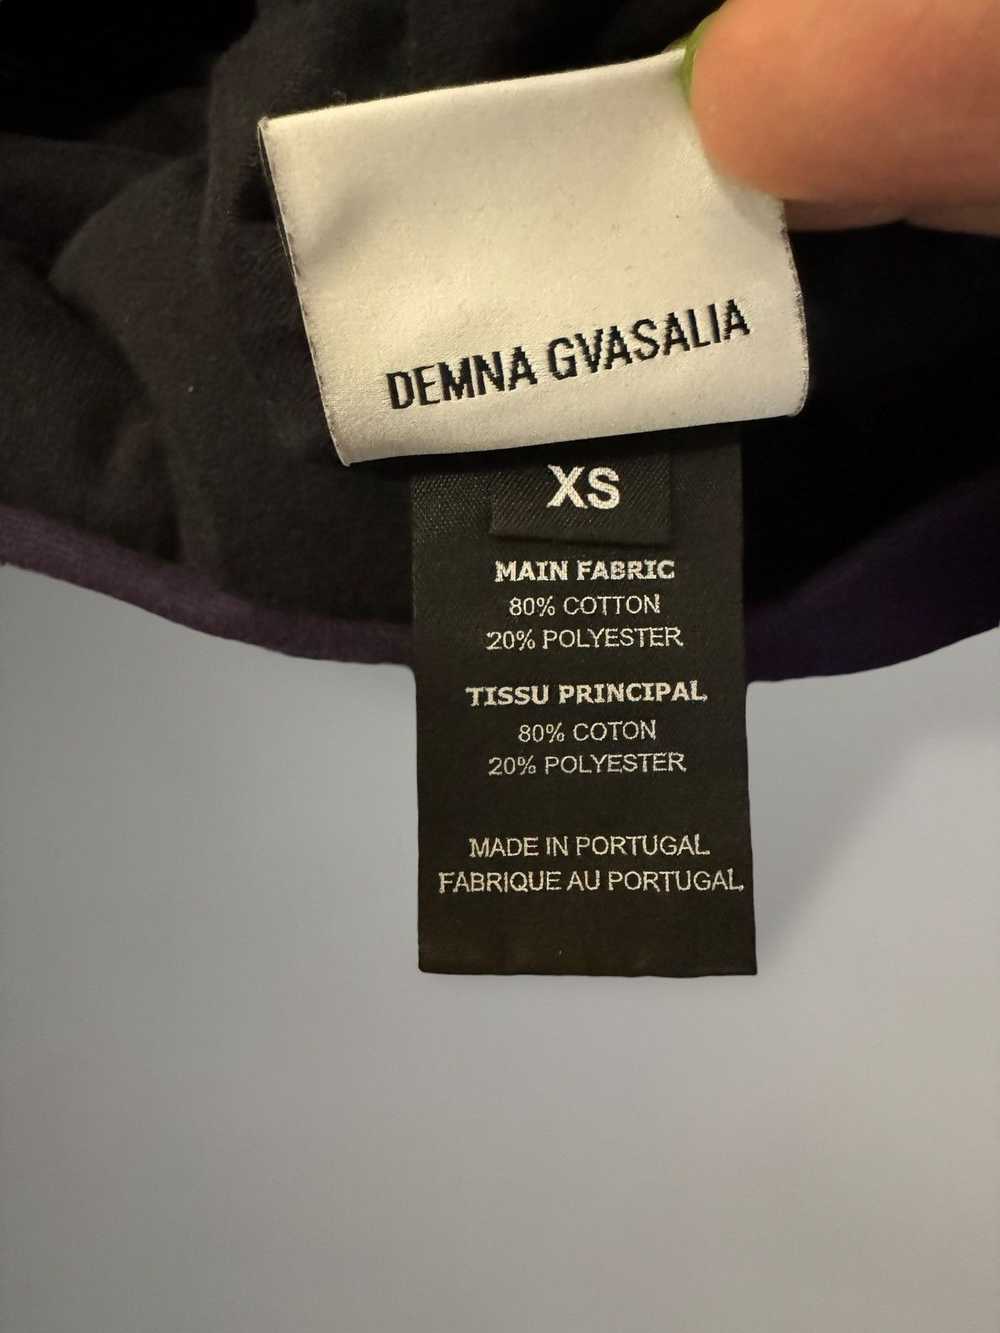 DEMNA GVASALIA
XS
MAIN FABRIC
80% COTTON
20% POLYESTER
TISSU PRINCIPAL
80% COTON
20% POLYESTER
MADE IN PORTUGAL
FABRIQUE AU PORTUGAL